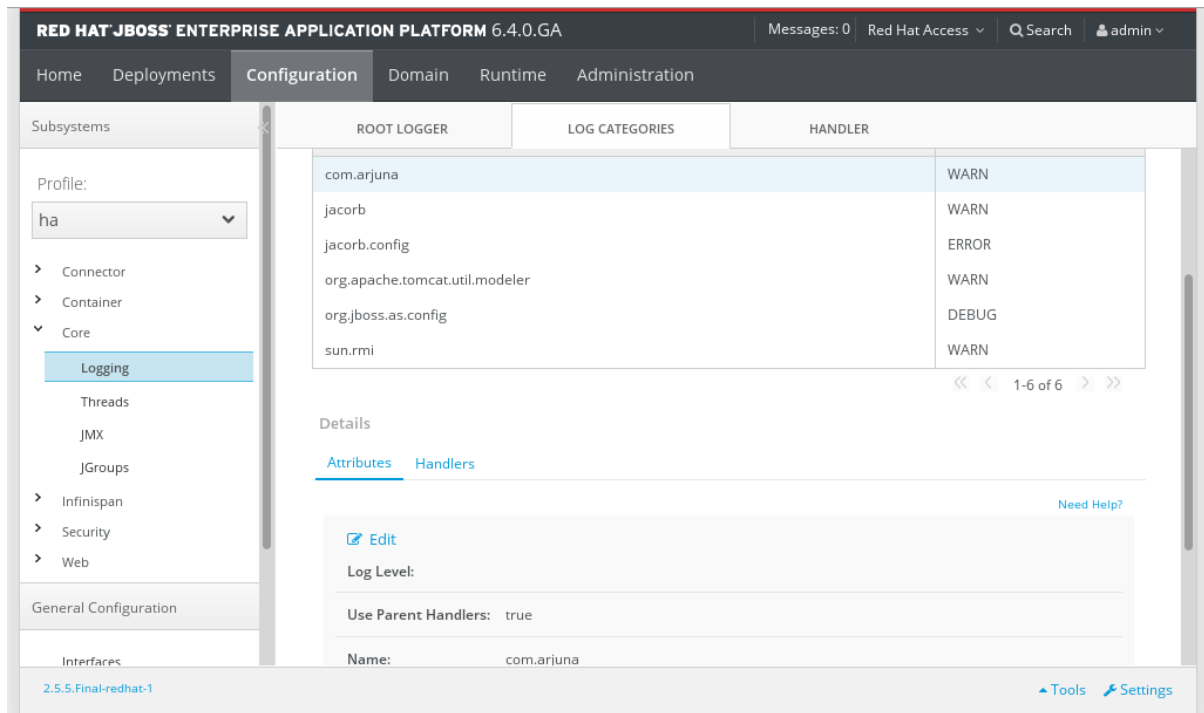 RED HAT JBOSS ENTERPRISE APPLICATION PLATFORM 6.4.0.GA
Messages: 0
Red Hat Access
Search
admin
Home
Deployments
Configuration
Domain
Runtime
Administration
Subsystems
Profile:
ha
Connector
Container
Core
Logging
Threads
JMX
JGroups
Infinispan
Security
Web
General Configuration
Interfaces
ROOT LOGGER
LOG CATEGORIES
HANDLER
com.arjuna WARN
jacorb WARN
jacorb.config ERROR
org.apache.tomcat.util.modeler WARN
org.jboss.as.config DEBUG
sun.rmi WARN
1-6 of 6
Details
Attributes
Handlers
Need Help?
Edit
Log Level:
Use Parent Handlers: true
Name: com.arjuna
2.5.5.Final-redhat-1
Tools
Settings